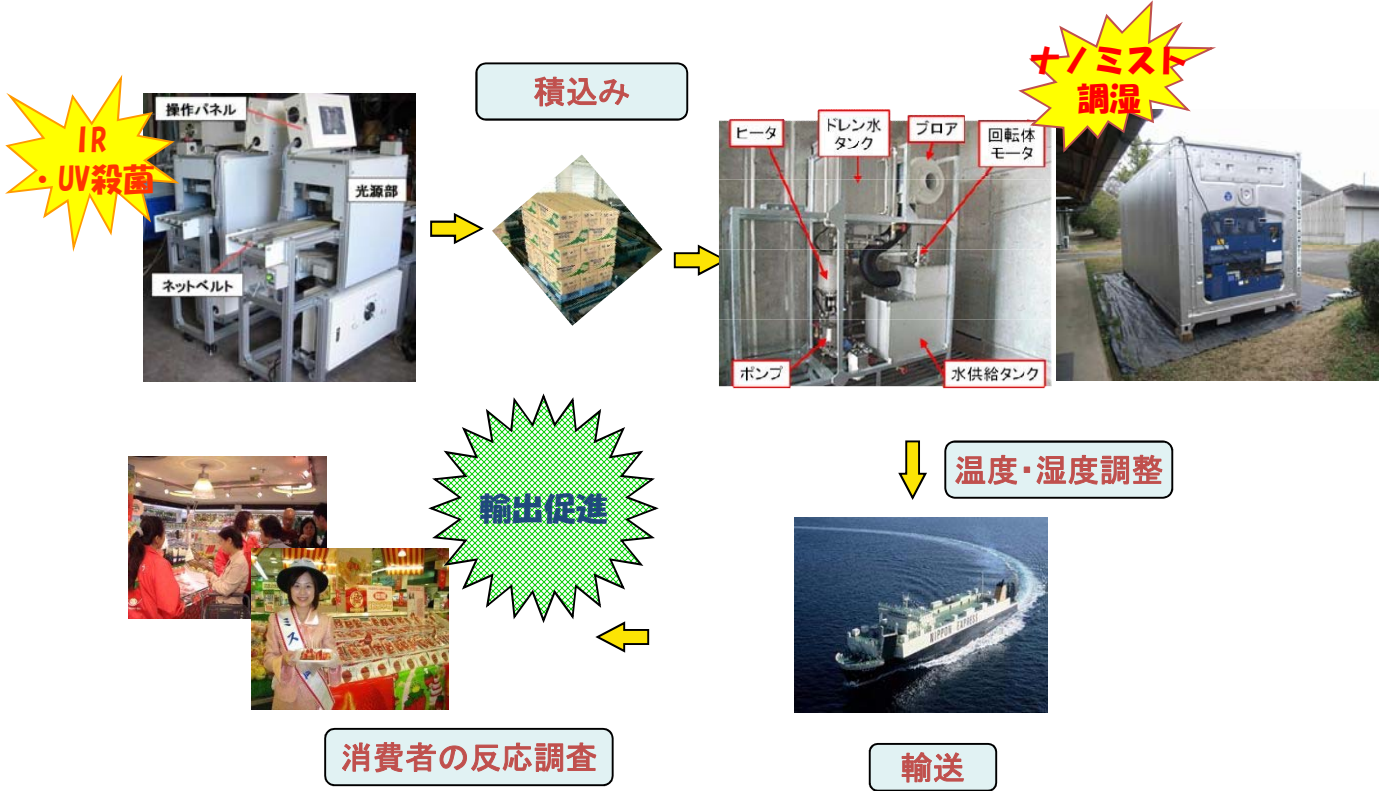 IR
・UV殺菌
操作パネル
光源部
ネットベルト
積込み
ナノミスト
調湿
ヒータ
ドレン水
タンク
ブロア
回転体
モータ
ポンプ
水供給タンク
温度・湿度調整
輸出促進
NIPPON EXPRESS
ミス
消費者の反応調査
輸送